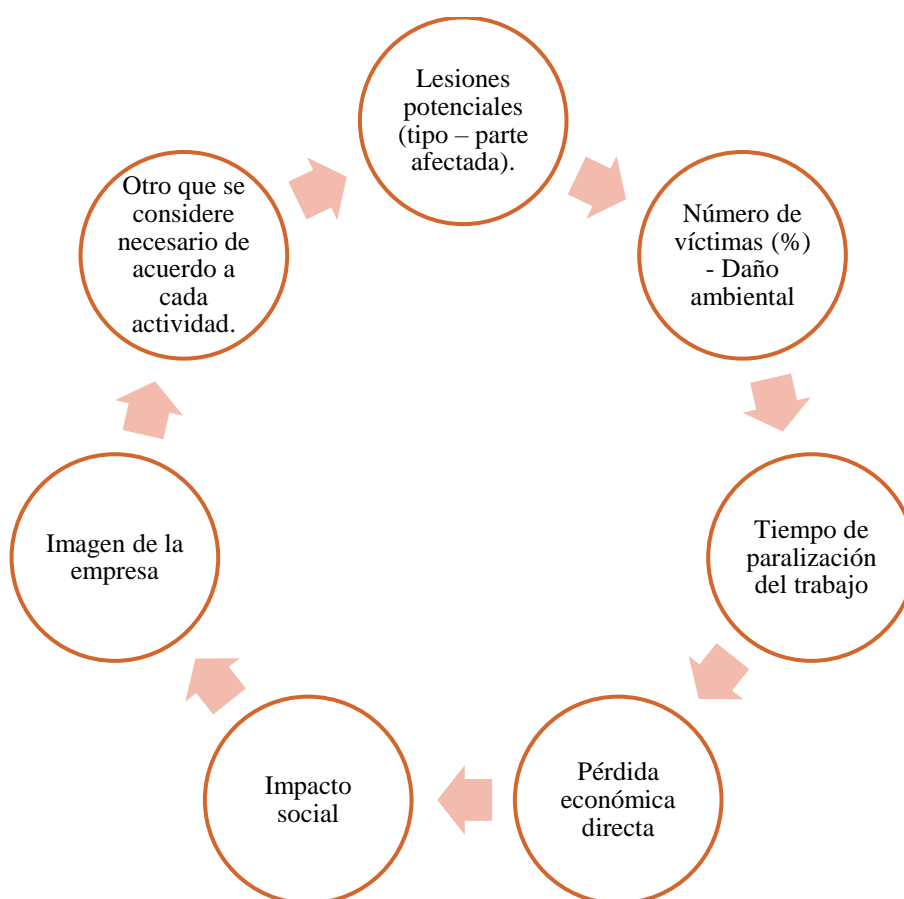 Lesiones
potenciales
(tipo – parte
afectada).
Número de
víctimas (%)
- Daño
ambiental
Tiempo de
paralización
del trabajo
Pérdida
económica
directa
Impacto
social
Imagen de la
empresa
Otro que se
considere
necesario de
acuerdo a
cada
actividad.